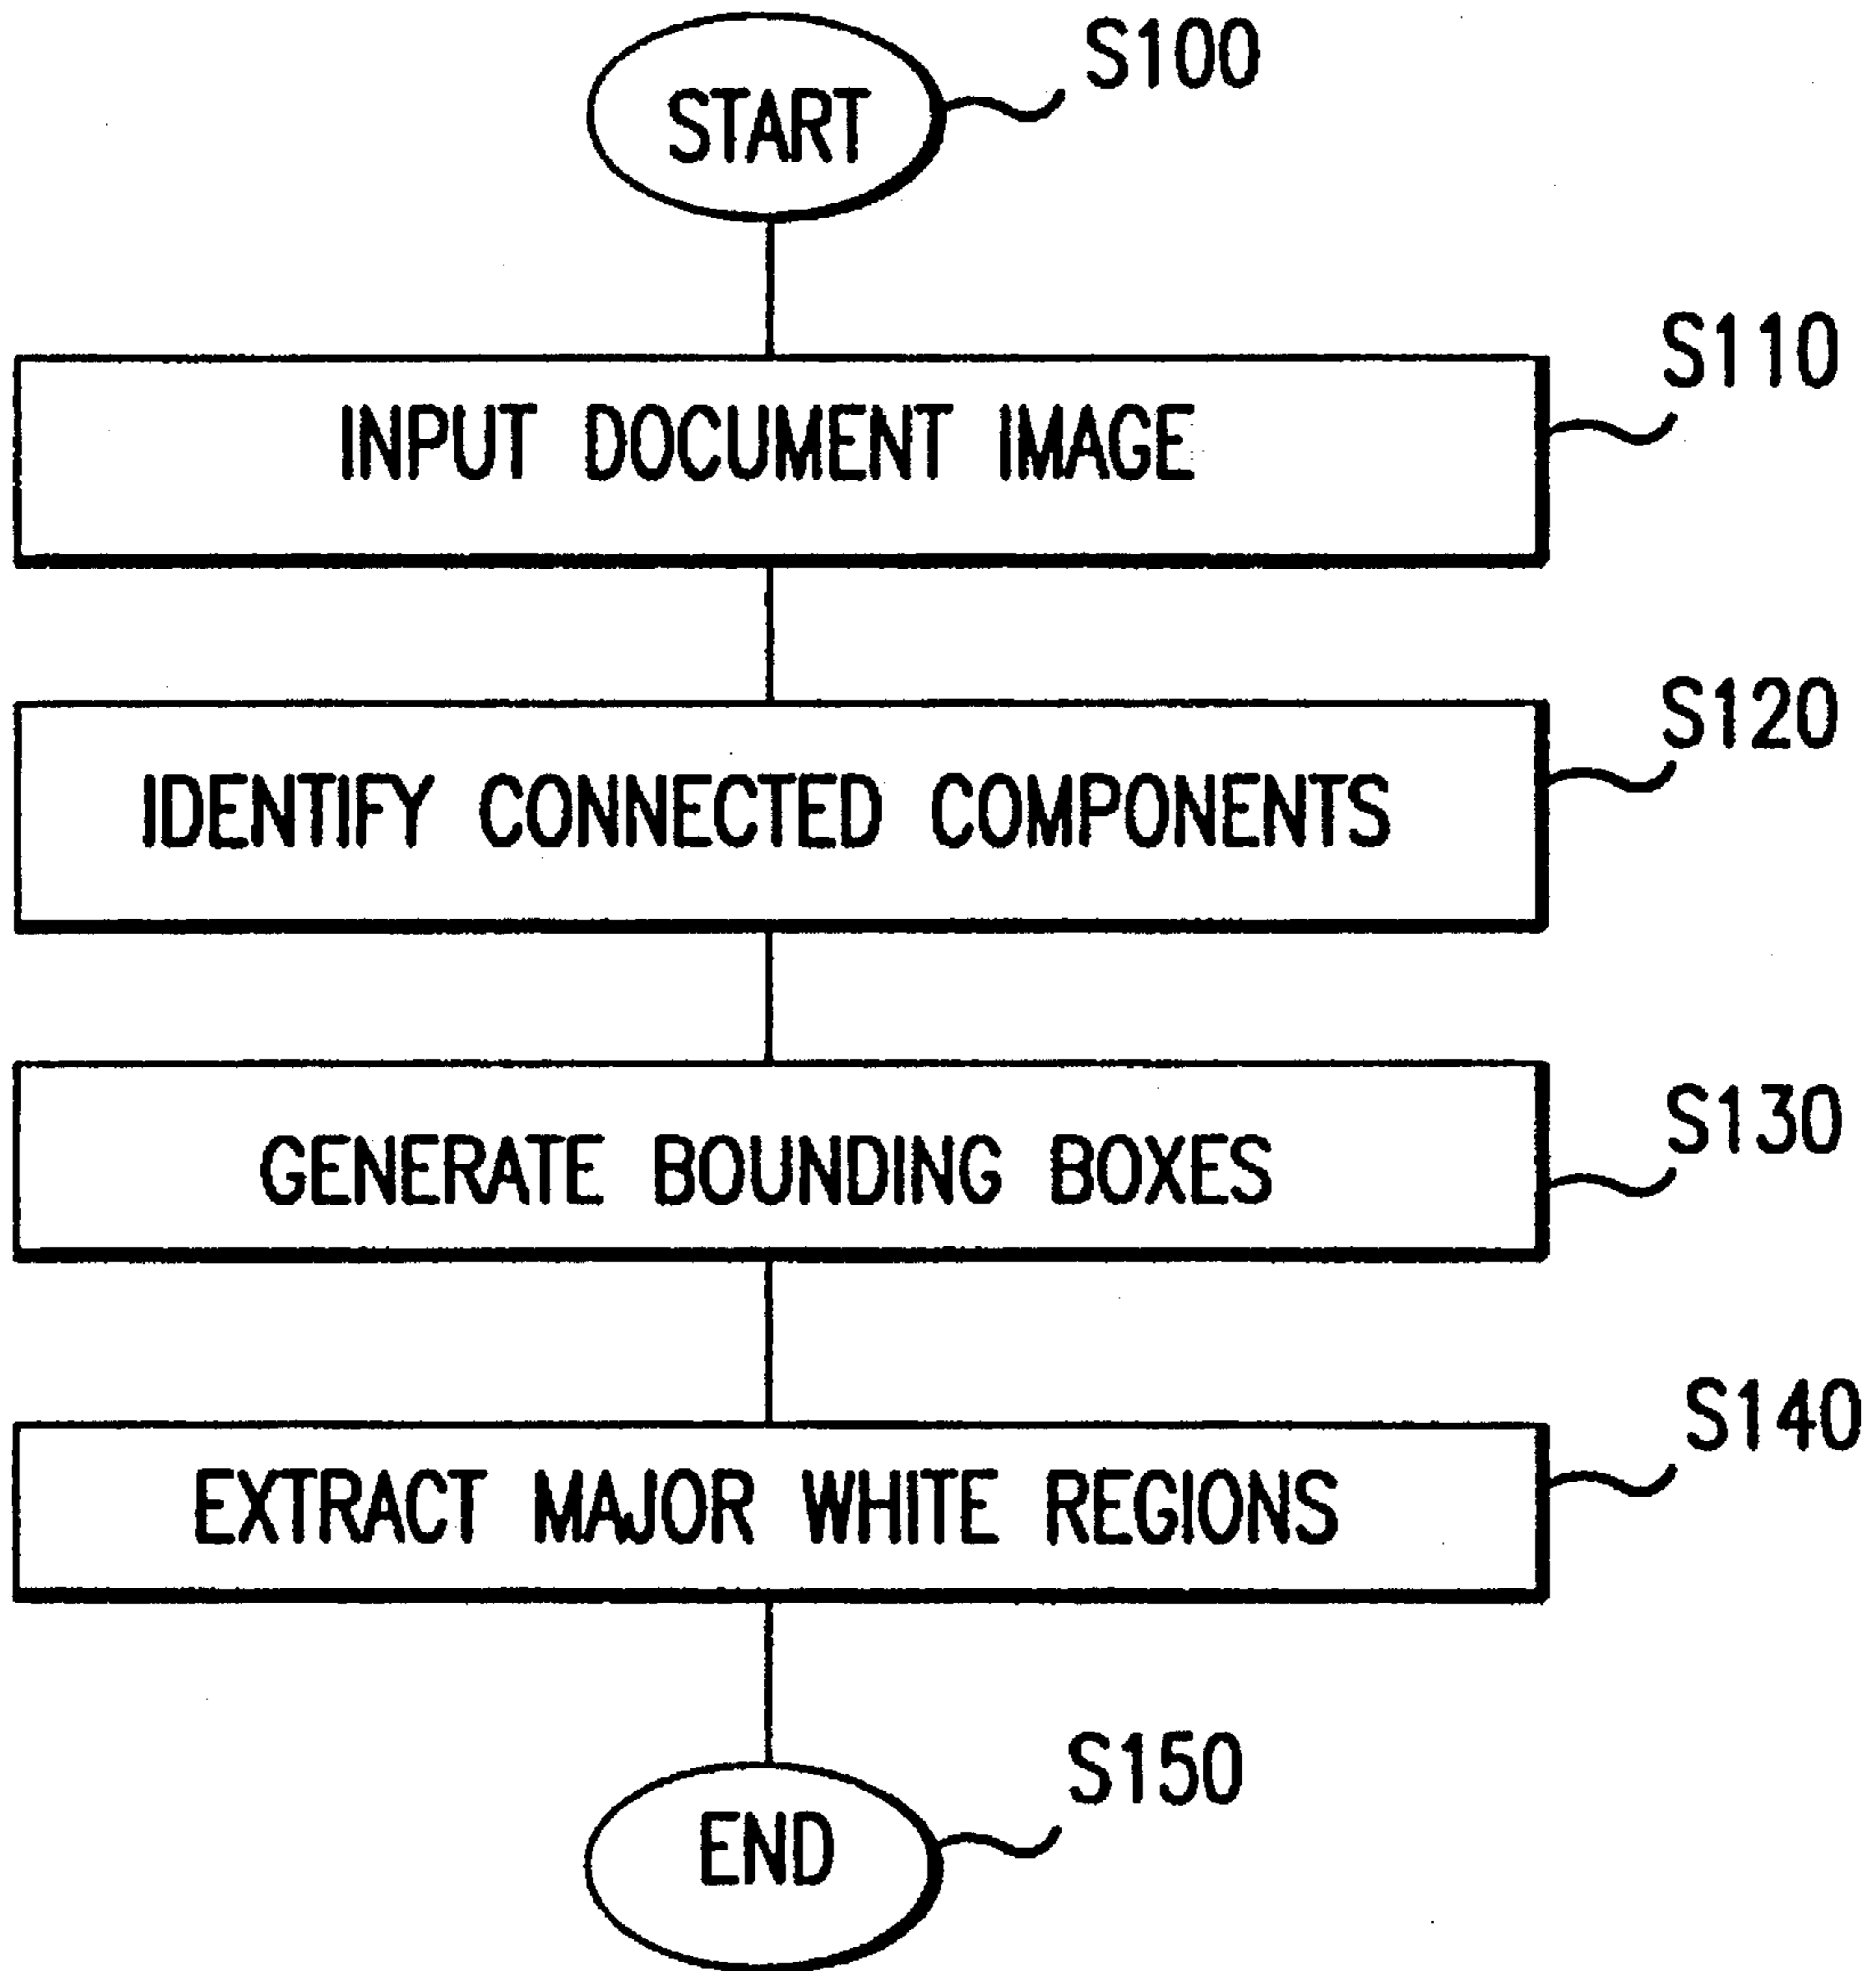 S100
START
S110
INPUT DOCUMENT IMAGE
S120
IDENTIFY CONNECTED COMPONENTS
S130
GENERATE BOUNDING BOXES
S140
EXTRACT MAJOR WHITE REGIONS
S150
END